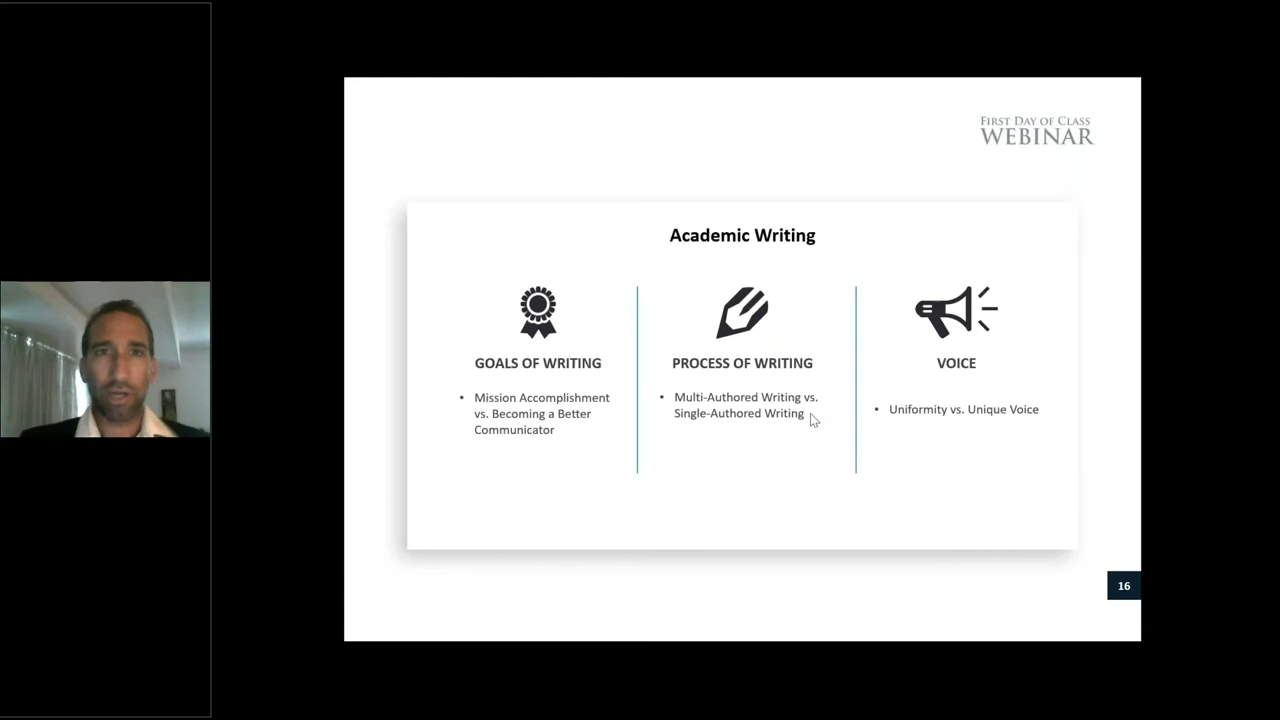 FIRST DAY OF CLASS
WEBINAR
Academic Writing
GOALS OF WRITING
• Mission Accomplishment
vs. Becoming a Better
Communicator
PROCESS OF WRITING
• Multi-Authored Writing vs.
Single-Authored Writing
VOICE
• Uniformity vs. Unique Voice
16